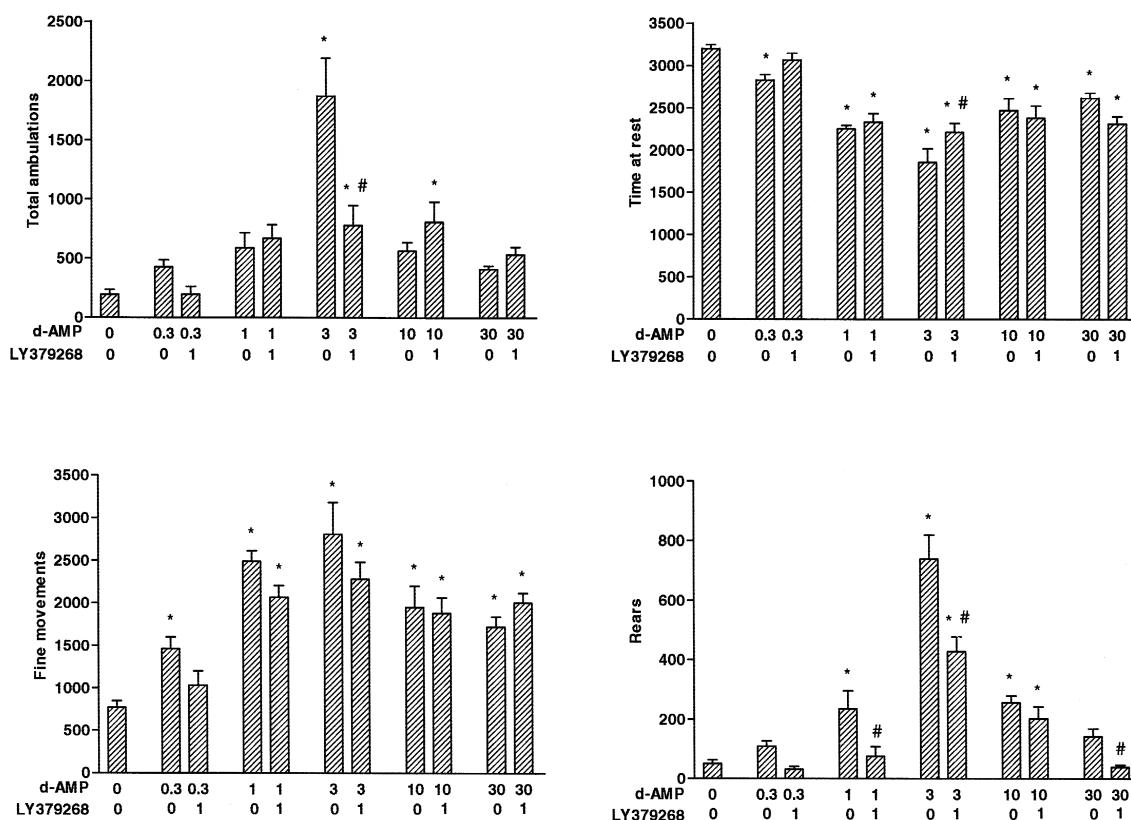 Total ambulations
2500
2000
1500
1000
500
0
*
* #
*
d-AMP 0 0.3 0.3 1 1 3 3 10 10 30 30
LY379268 0 0 1 0 1 0 1 0 1 0 1
Time at rest
3500
3000
2500
2000
1500
1000
500
0
* * * * * # * * * *
d-AMP 0 0.3 0.3 1 1 3 3 10 10 30 30
LY379268 0 0 1 0 1 0 1 0 1 0 1
Fine movements
3500
3000
2500
2000
1500
1000
500
0
* * * * * * * * *
d-AMP 0 0.3 0.3 1 1 3 3 10 10 30 30
LY379268 0 0 1 0 1 0 1 0 1 0 1
Rears
1000
800
600
400
200
0
* # * * # * * #
d-AMP 0 0.3 0.3 1 1 3 3 10 10 30 30
LY379268 0 0 1 0 1 0 1 0 1 0 1